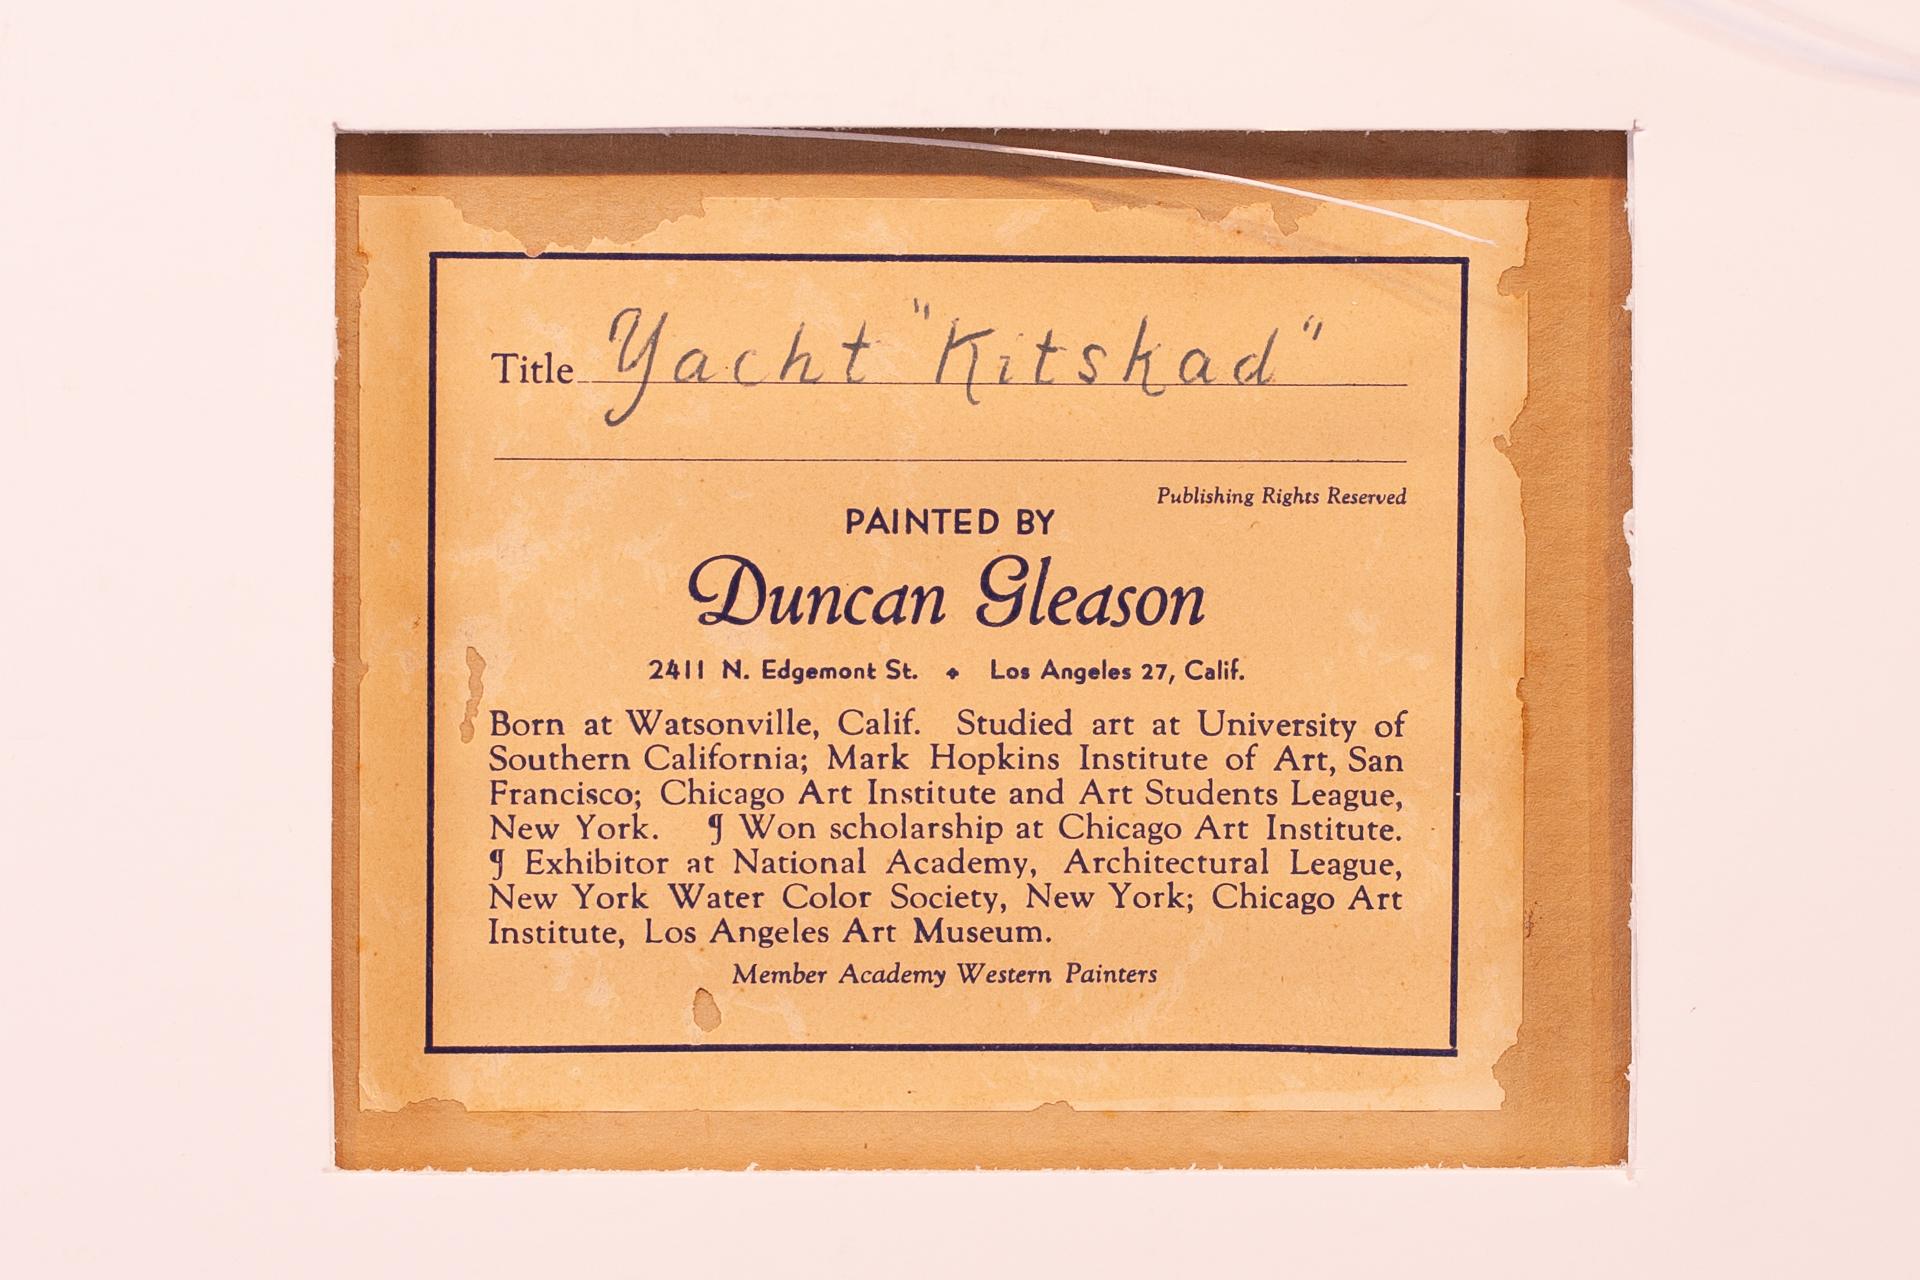 Title Yacht "Kitskad"
Publishing Rights Reserved
PAINTED BY
Duncan Gleason
2411 N. Edgemont St. ✦ Los Angeles 27, Calif.
Born at Watsonville, Calif. Studied art at University of
Southern California; Mark Hopkins Institute of Art, San
Francisco; Chicago Art Institute and Art Students League,
New York. ¶ Won scholarship at Chicago Art Institute.
¶ Exhibitor at National Academy, Architectural League,
New York Water Color Society, New York; Chicago Art
Institute, Los Angeles Art Museum.
Member Academy Western Painters